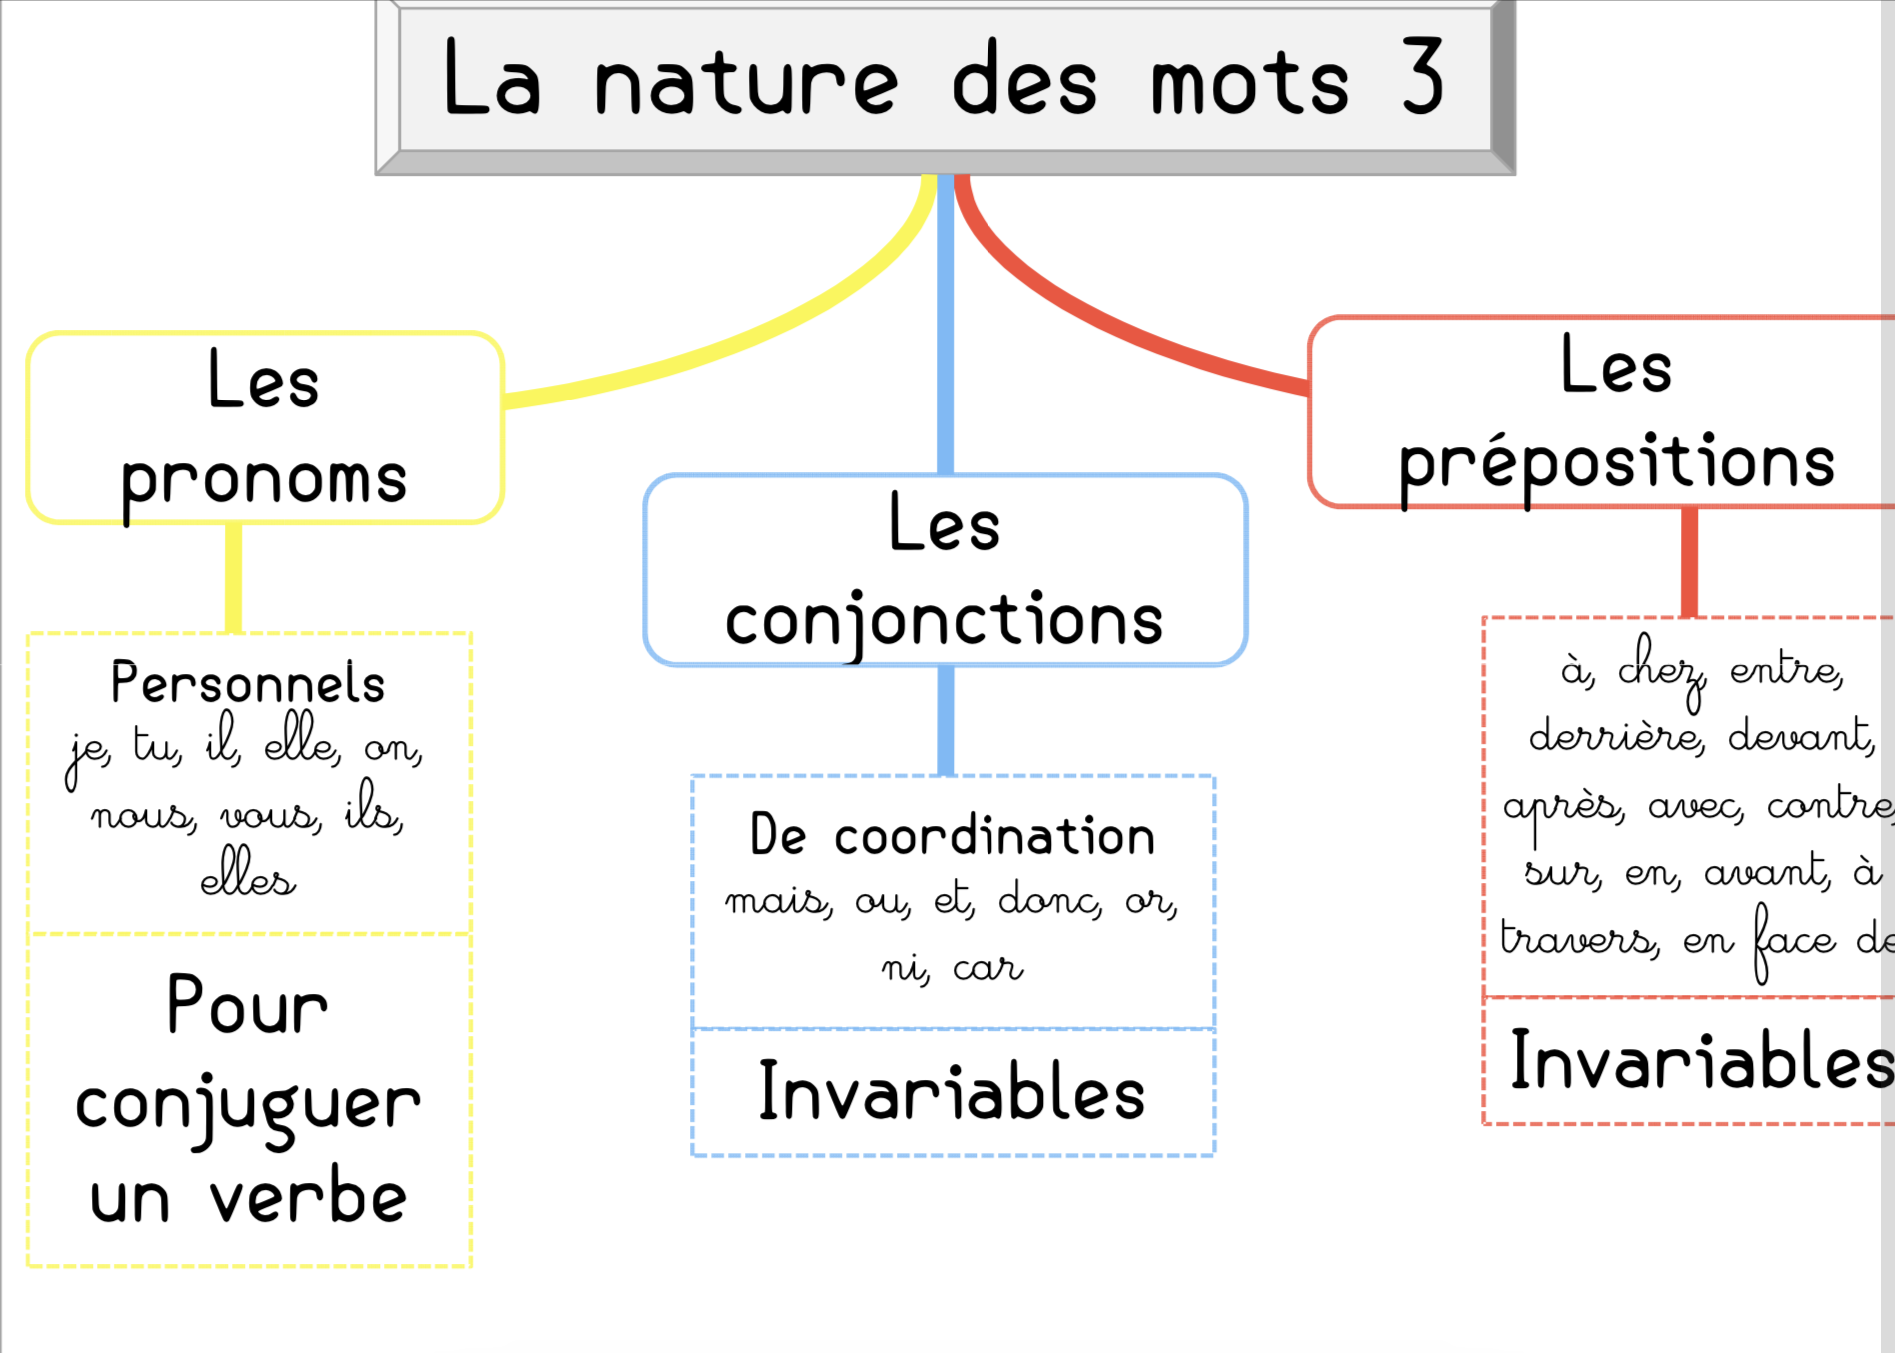 La nature des mots 3
Les
pronoms
Personnels
je, tu, il, elle, on,
nous, vous, ils,
elles
Pour
conjuguer
un verbe
Les
conjonctions
De coordination
mais, ou, et, donc, or,
ni, car
Invariables
Les
prépositions
à, chez, entre,
derrière, devant,
après, avec, contre,
sur, en, avant, à
travers, en face de
Invariables